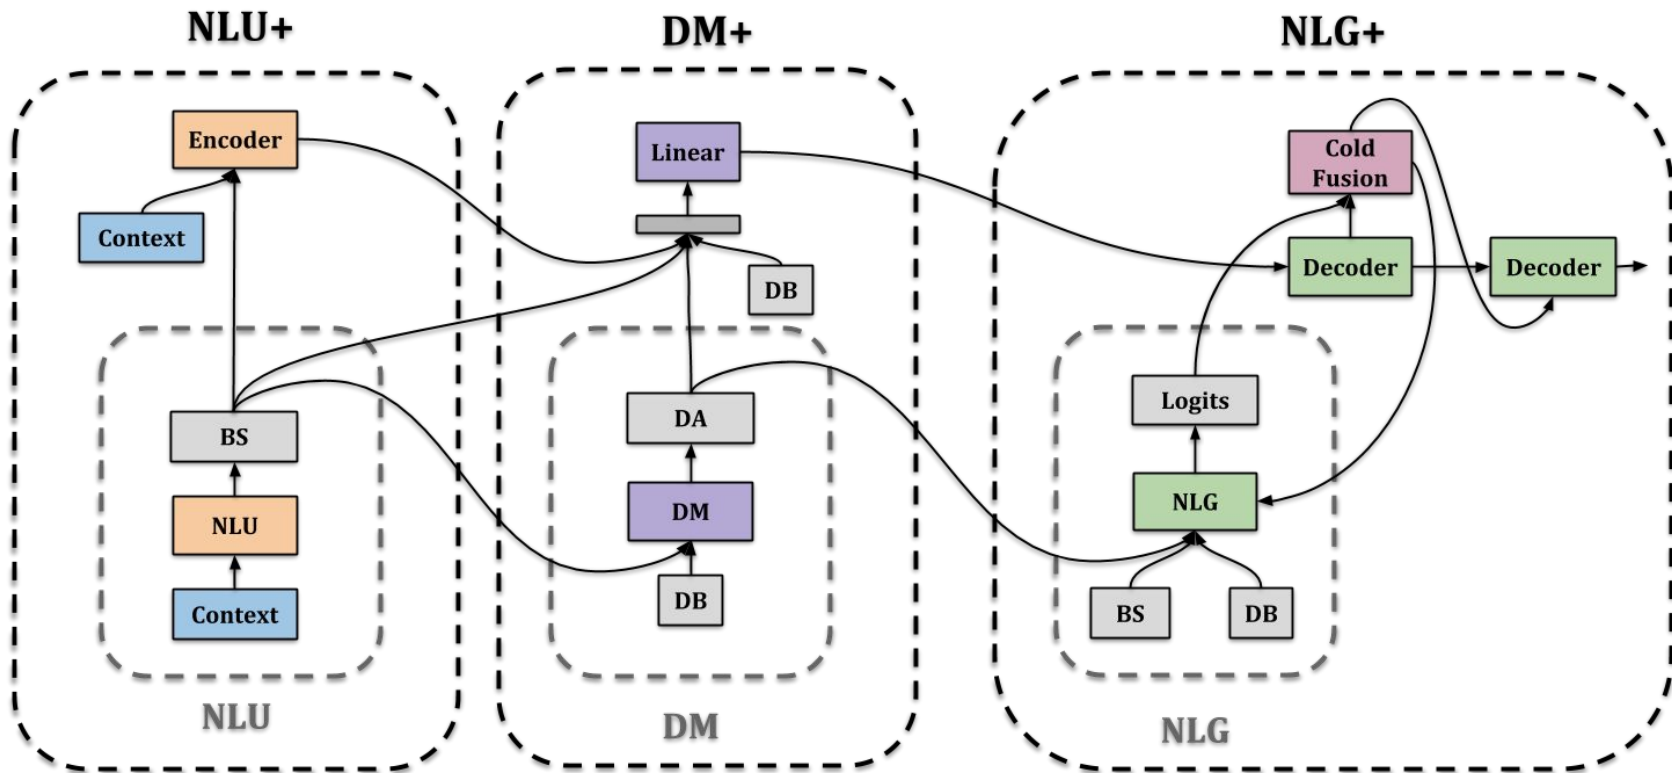 NLU+
DM+
NLG+
Encoder
Context
BS
NLU
Context
NLU
Linear
DB
DA
DM
DB
DM
Cold
Fusion
Decoder
Decoder
Logits
NLG
BS
DB
NLG